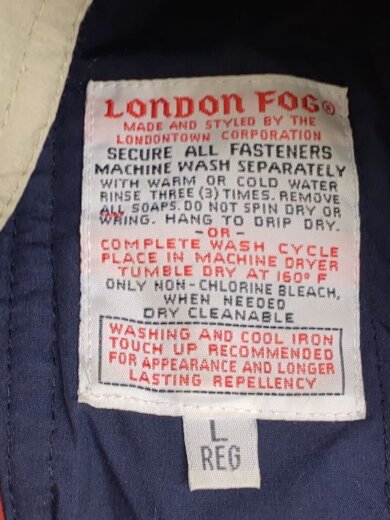 LONDON FOG®
MADE AND STYLED BY THE
LONDONTOWN CORPORATION
SECURE ALL FASTENERS
MACHINE WASH SEPARATELY
WITH WARM OR COLD WATER
RINSE THREE (3) TIMES. REMOVE
ALL SOAPS. DO NOT SPIN DRY OR
WRING. HANG TO DRIP DRY.
-OR-
COMPLETE WASH CYCLE
PLACE IN MACHINE DRYER
TUMBLE DRY AT 160° F
ONLY NON-CHLORINE BLEACH,
WHEN NEEDED
DRY CLEANABLE
WASHING AND COOL IRON
TOUCH UP RECOMMENDED
FOR APPEARANCE AND LONGER
LASTING REPELLENCY
L
REG